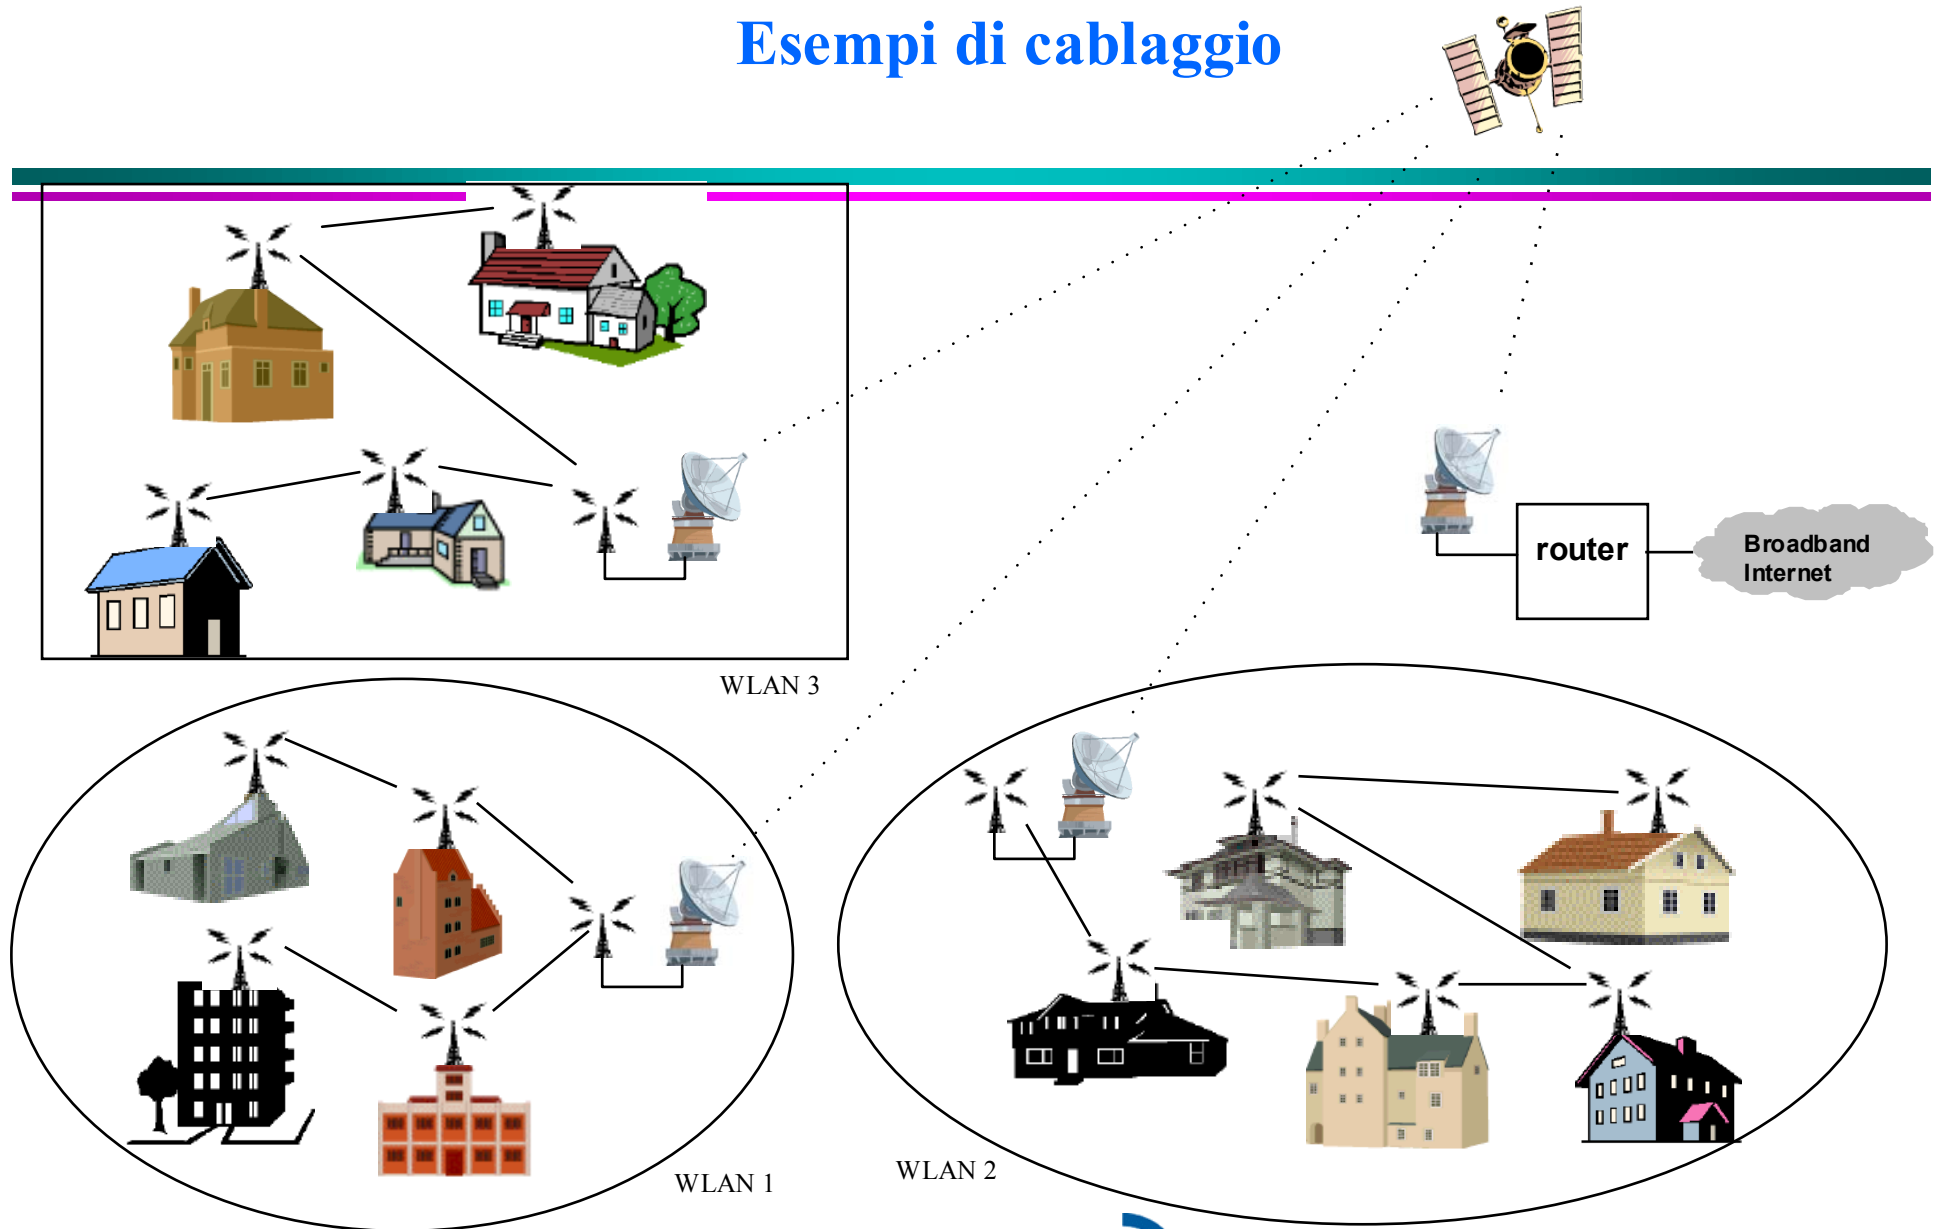 Esempi di cablaggio
router
Broadband
Internet
WLAN 3
WLAN 1
WLAN 2